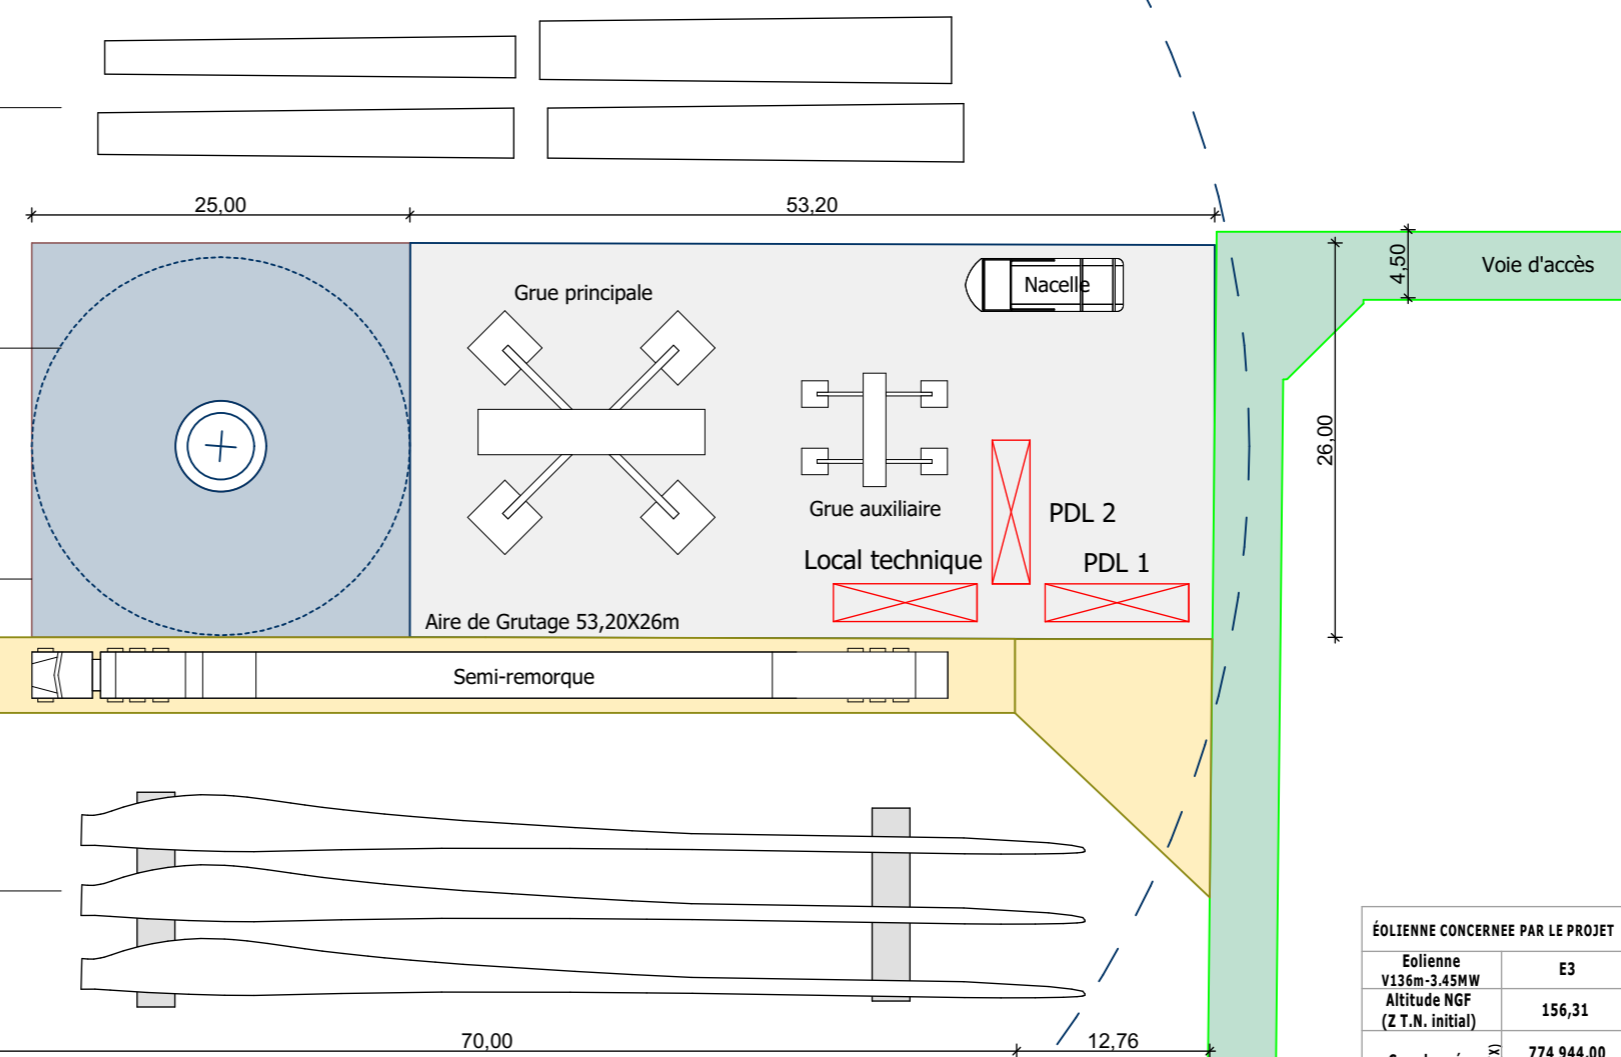 25,00
53,20
4,50
Voie d'accès
Nacelle
Grue principale
26,00
Grue auxiliaire
PDL 2
Local technique
PDL 1
Aire de Grutage 53,20X26m
Semi-remorque
ÉOLIENNE CONCERNEE PAR LE PROJET
Eolienne
V136m-3.45MW
E3
Altitude NGF
(Z T.N. initial)
156,31
774 944,00
70,00
12,76